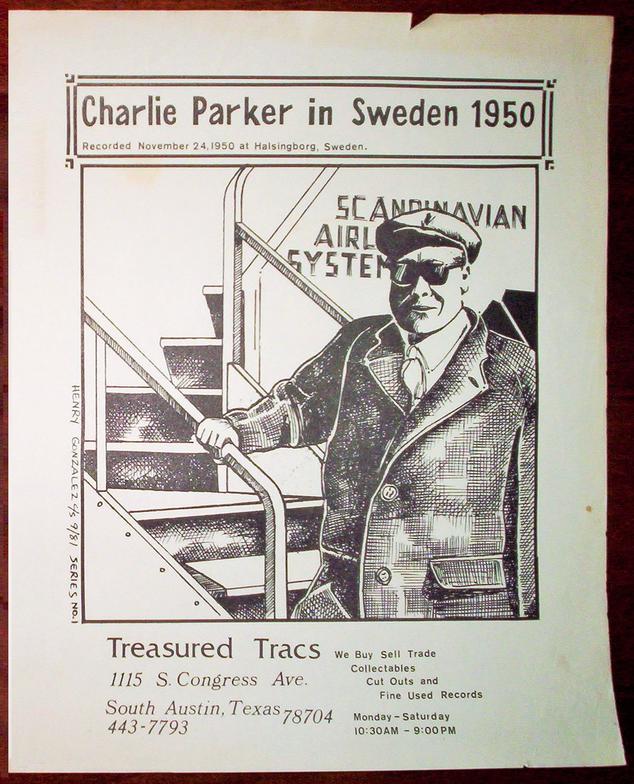 Charlie Parker in Sweden 1950
Recorded November 24,1950 at Halsingborg, Sweden.
SCANDINAVIAN
AIRL
SYSTEM
HENRY GONZALEZ 9/81 SERIES NO.1
Treasured Tracs
1115 S. Congress Ave.
South Austin, Texas 78704
443-7793
We Buy Sell Trade
Collectables
Cut Outs and
Fine Used Records
Monday-Saturday
10:30AM - 9:00PM